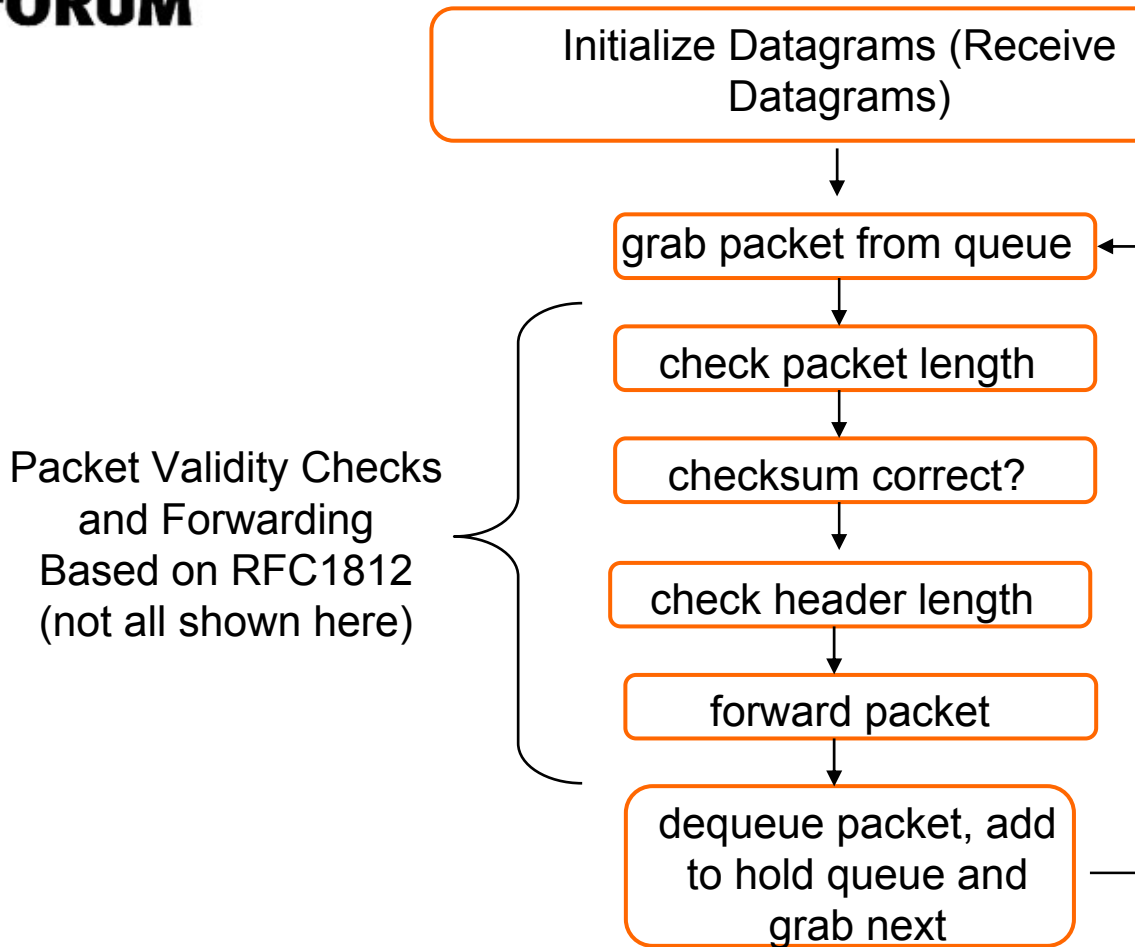 FORUM
Initialize Datagrams (Receive
Datagrams)
grab packet from queue
check packet length
checksum correct?
check header length
forward packet
dequeue packet, add
to hold queue and
grab next
Packet Validity Checks
and Forwarding
Based on RFC1812
(not all shown here)